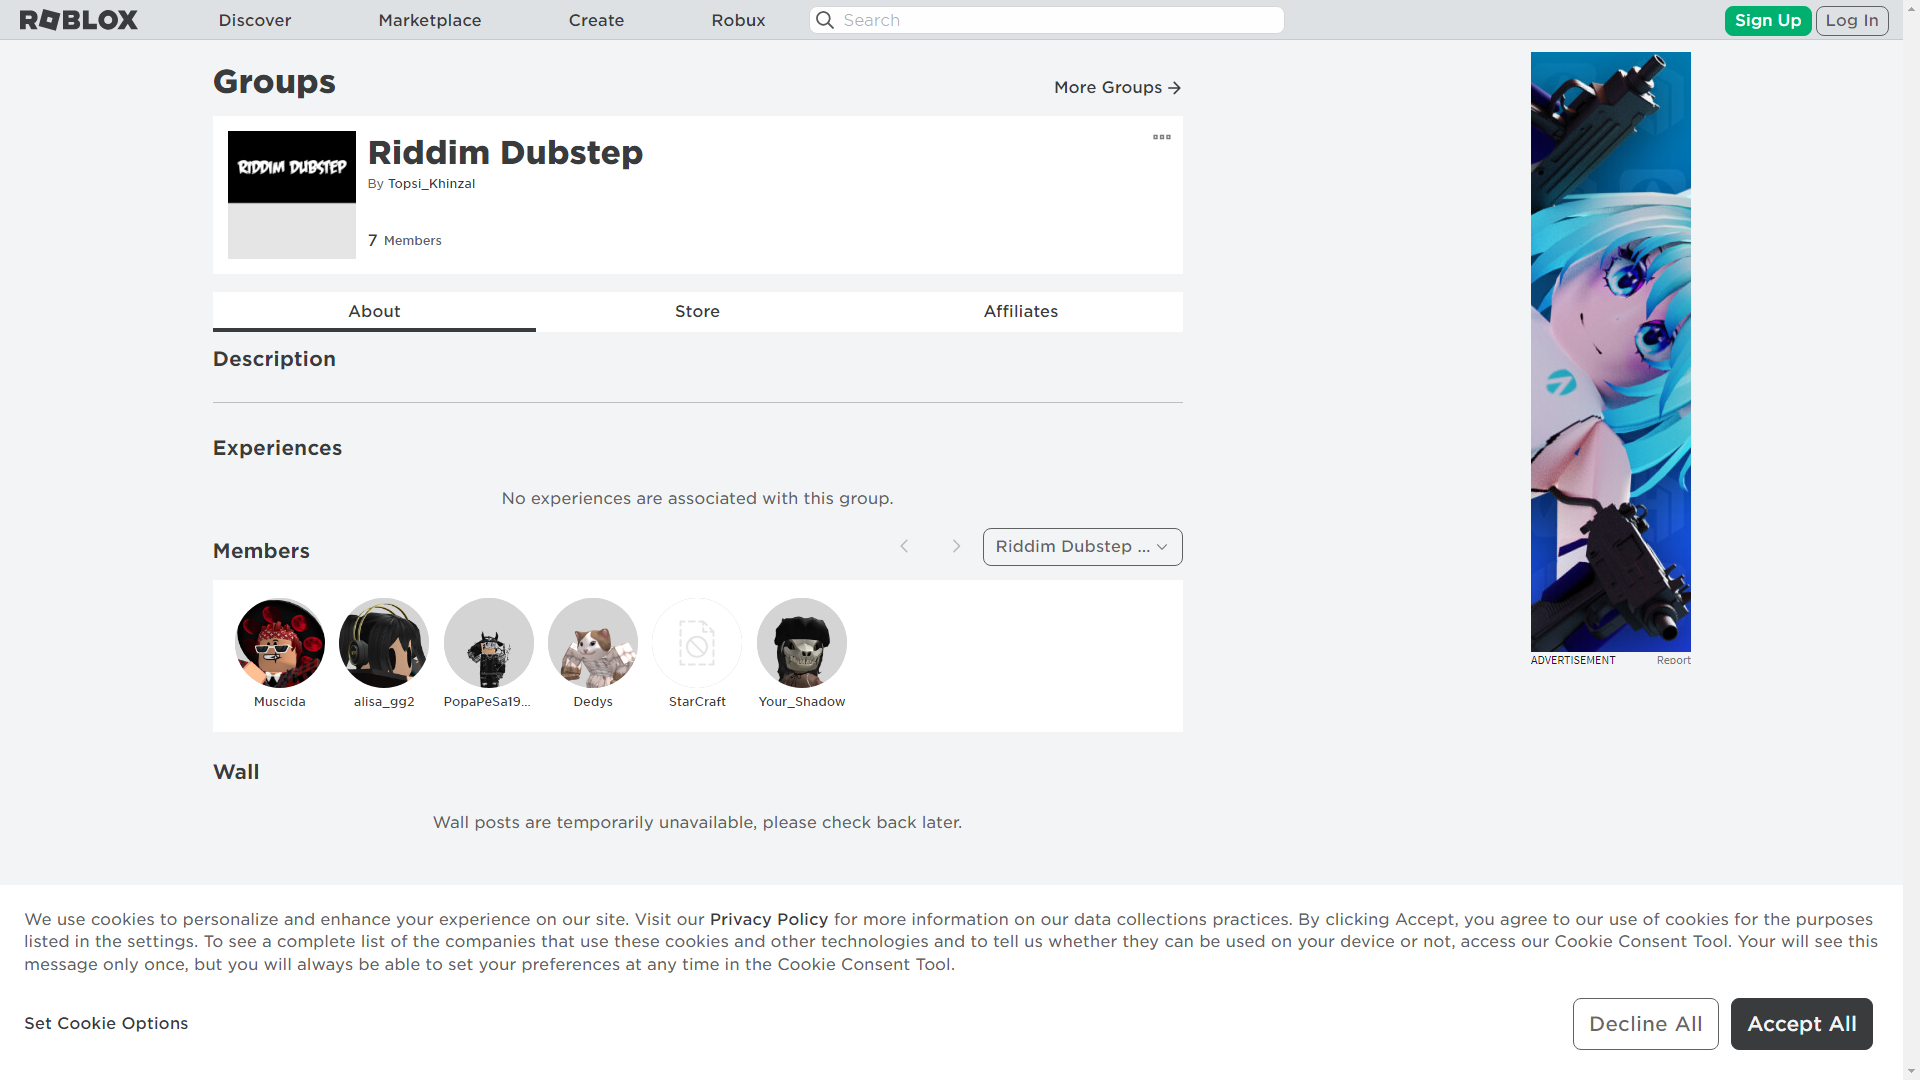 ROBLOX
Discover
Marketplace
Create
Robux
Search
Sign Up
Log In
Groups
More Groups
RIDDIM DUBSTEP
Riddim Dubstep
By Topsi_Khinzal
7 Members
About
Store
Affiliates
Description
Experiences
No experiences are associated with this group.
Members
Riddim Dubstep ...
Muscida
alisa_gg2
PopaPeSa19...
Dedys
StarCraft
Your_Shadow
Wall
Wall posts are temporarily unavailable, please check back later.
ADVERTISEMENT
Report
We use cookies to personalize and enhance your experience on our site. Visit our Privacy Policy for more information on our data collections practices. By clicking Accept, you agree to our use of cookies for the purposes
listed in the settings. To see a complete list of the companies that use these cookies and other technologies and to tell us whether they can be used on your device or not, access our Cookie Consent Tool. Your will see this
message only once, but you will always be able to set your preferences at any time in the Cookie Consent Tool.
Set Cookie Options
Decline All
Accept All